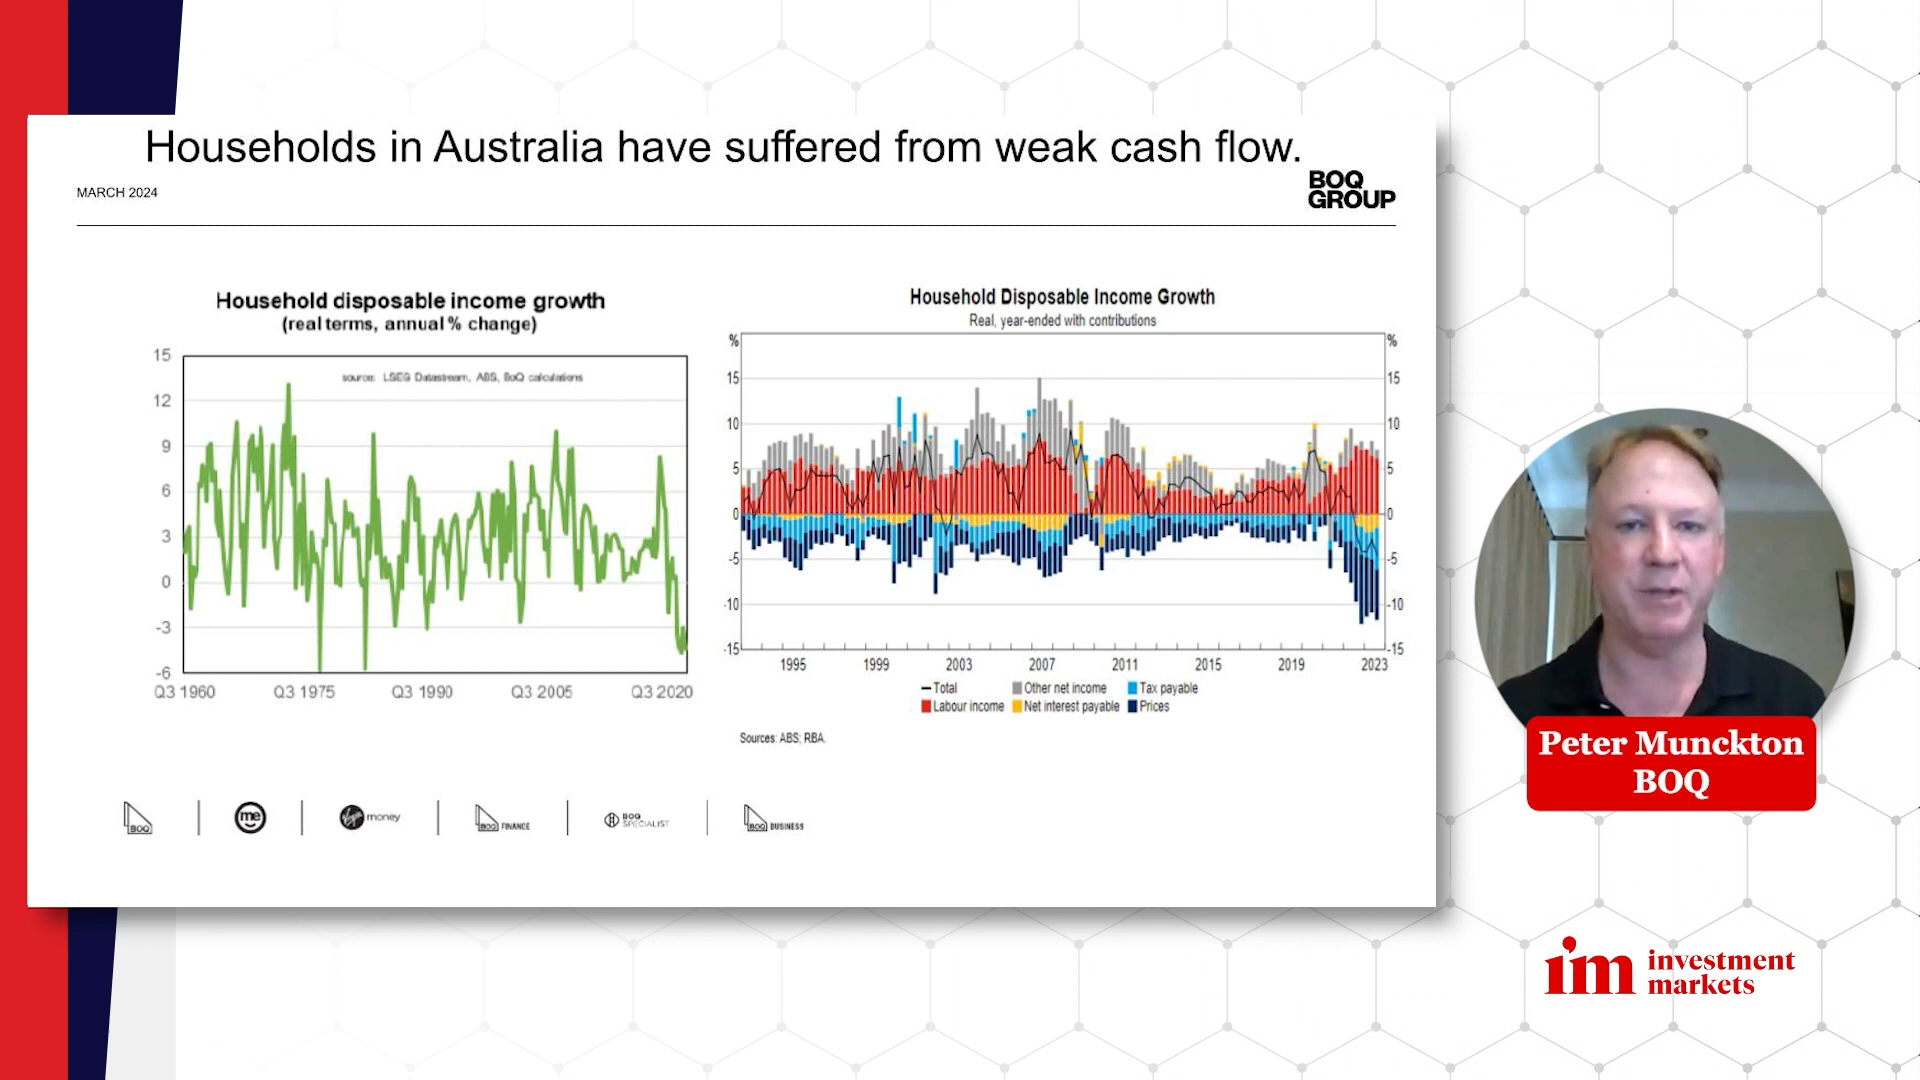 Households in Australia have suffered from weak cash flow.
MARCH 2024
BOQ
GROUP
Household disposable income growth
(real terms, annual % change)
source: LSEG Datastream, ABS, BoQ calculations
15
12
9
6
3
0
-3
-6
Q3 1960 Q3 1975 Q3 1990 Q3 2005 Q3 2020
Household Disposable Income Growth
Real, year-ended with contributions
% %
15 15
10 10
5 5
0 0
-5 -5
-10 -10
-15 -15
1995 1999 2003 2007 2011 2015 2019 2023
Total Other net income Tax payable
Labour income Net interest payable Prices
Sources: ABS; RBA.
BOQ
me
Virgin money
BOQ FINANCE
BOQ
SPECIALIST
BOQ BUSINESS
Peter Munckton
BOQ
im investment
markets